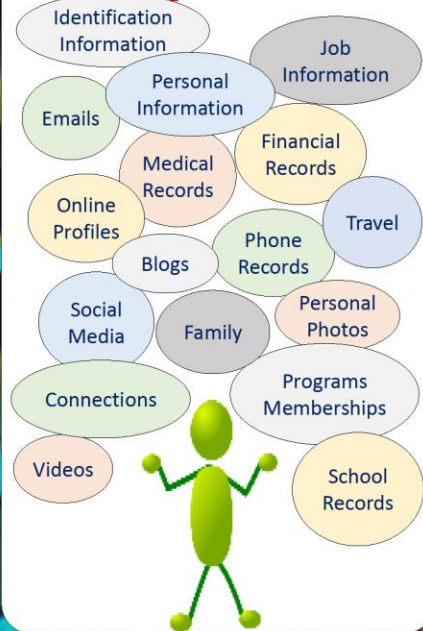 Identification
Information
Job
Information
Personal
Information
Emails
Financial
Records
Medical
Records
Online
Profiles
Travel
Phone
Records
Blogs
Social
Media
Family
Personal
Photos
Connections
Programs
Memberships
Videos
School
Records